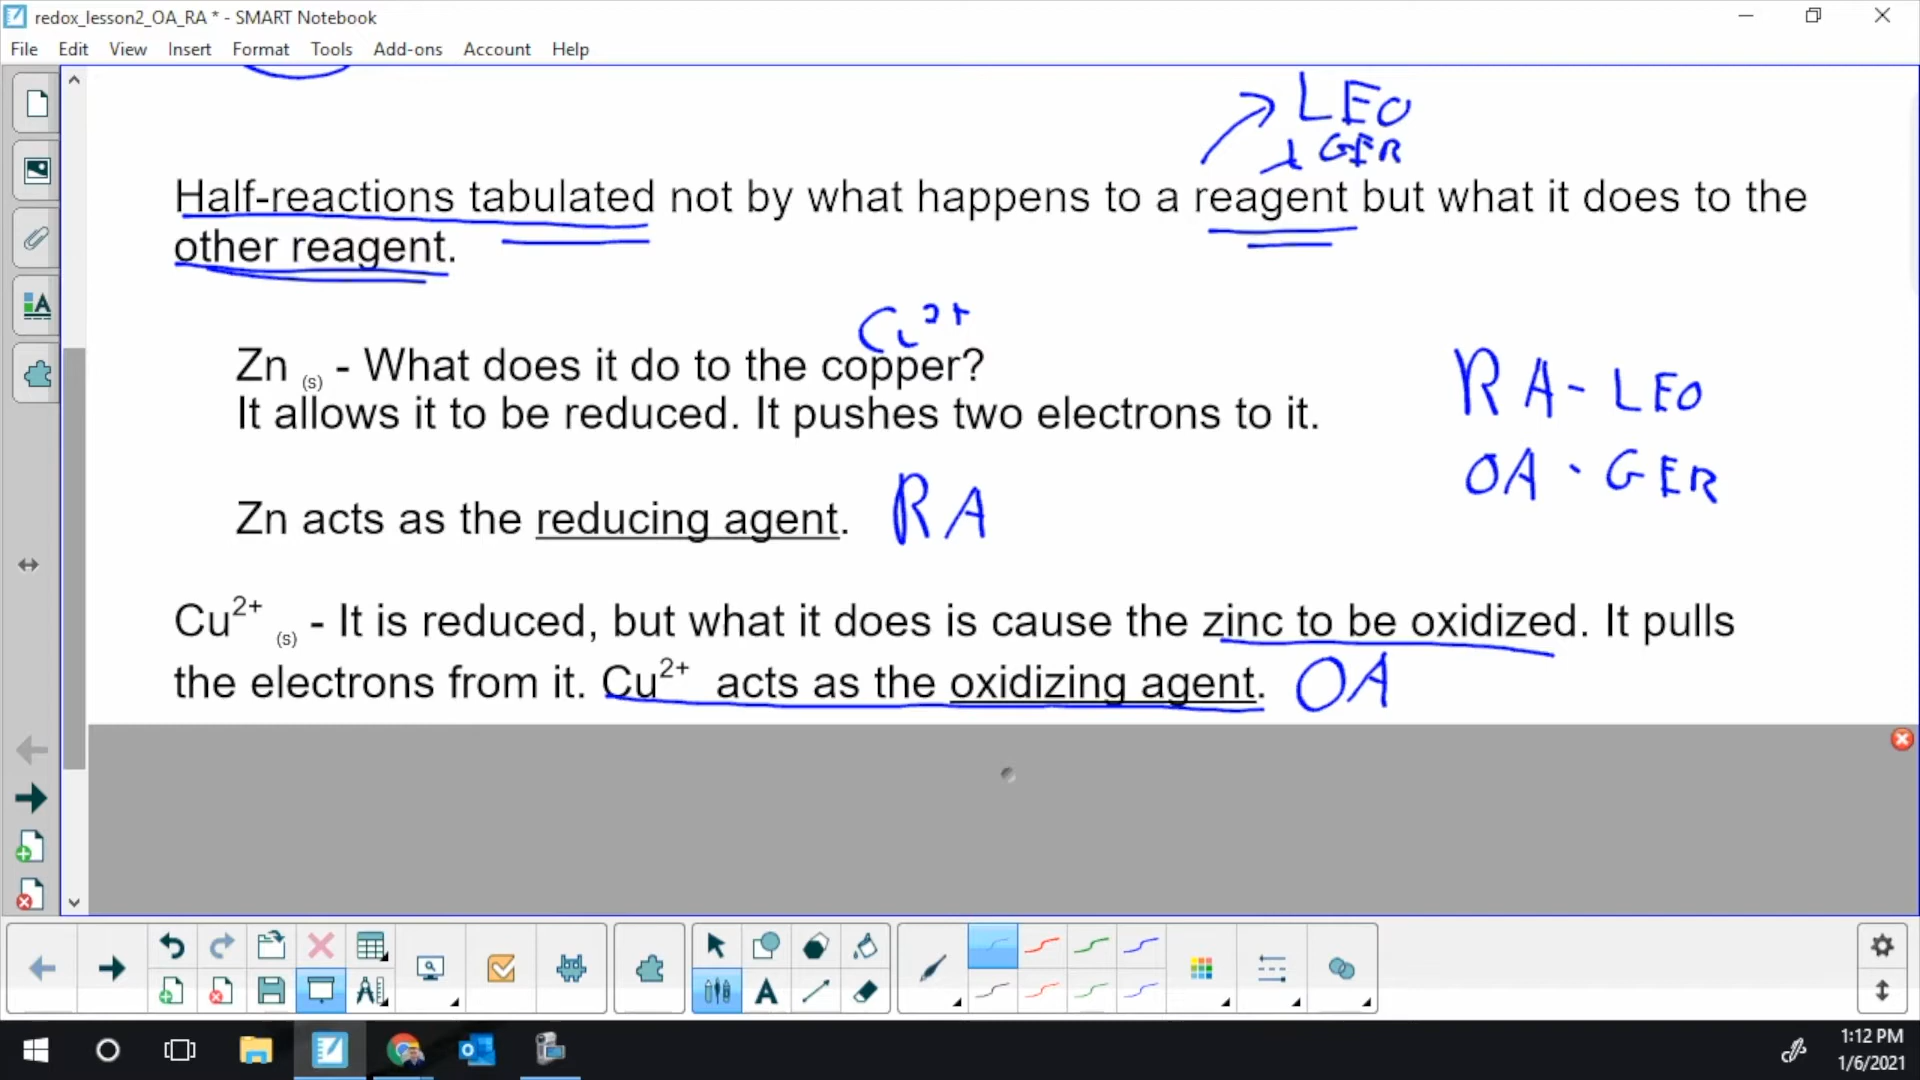 redox_lesson2_OA_RA * - SMART Notebook
File Edit View Insert Format Tools Add-ons Account Help
LEO
GER
Half-reactions tabulated not by what happens to a reagent but what it does to the
other reagent.
Cu2+
Zn (s) - What does it do to the copper?
It allows it to be reduced. It pushes two electrons to it.
RA - LEO
OA - GER
Zn acts as the reducing agent. RA
Cu2+ (s) - It is reduced, but what it does is cause the zinc to be oxidized. It pulls
the electrons from it. Cu2+ acts as the oxidizing agent. OA
1:12 PM
1/6/2021